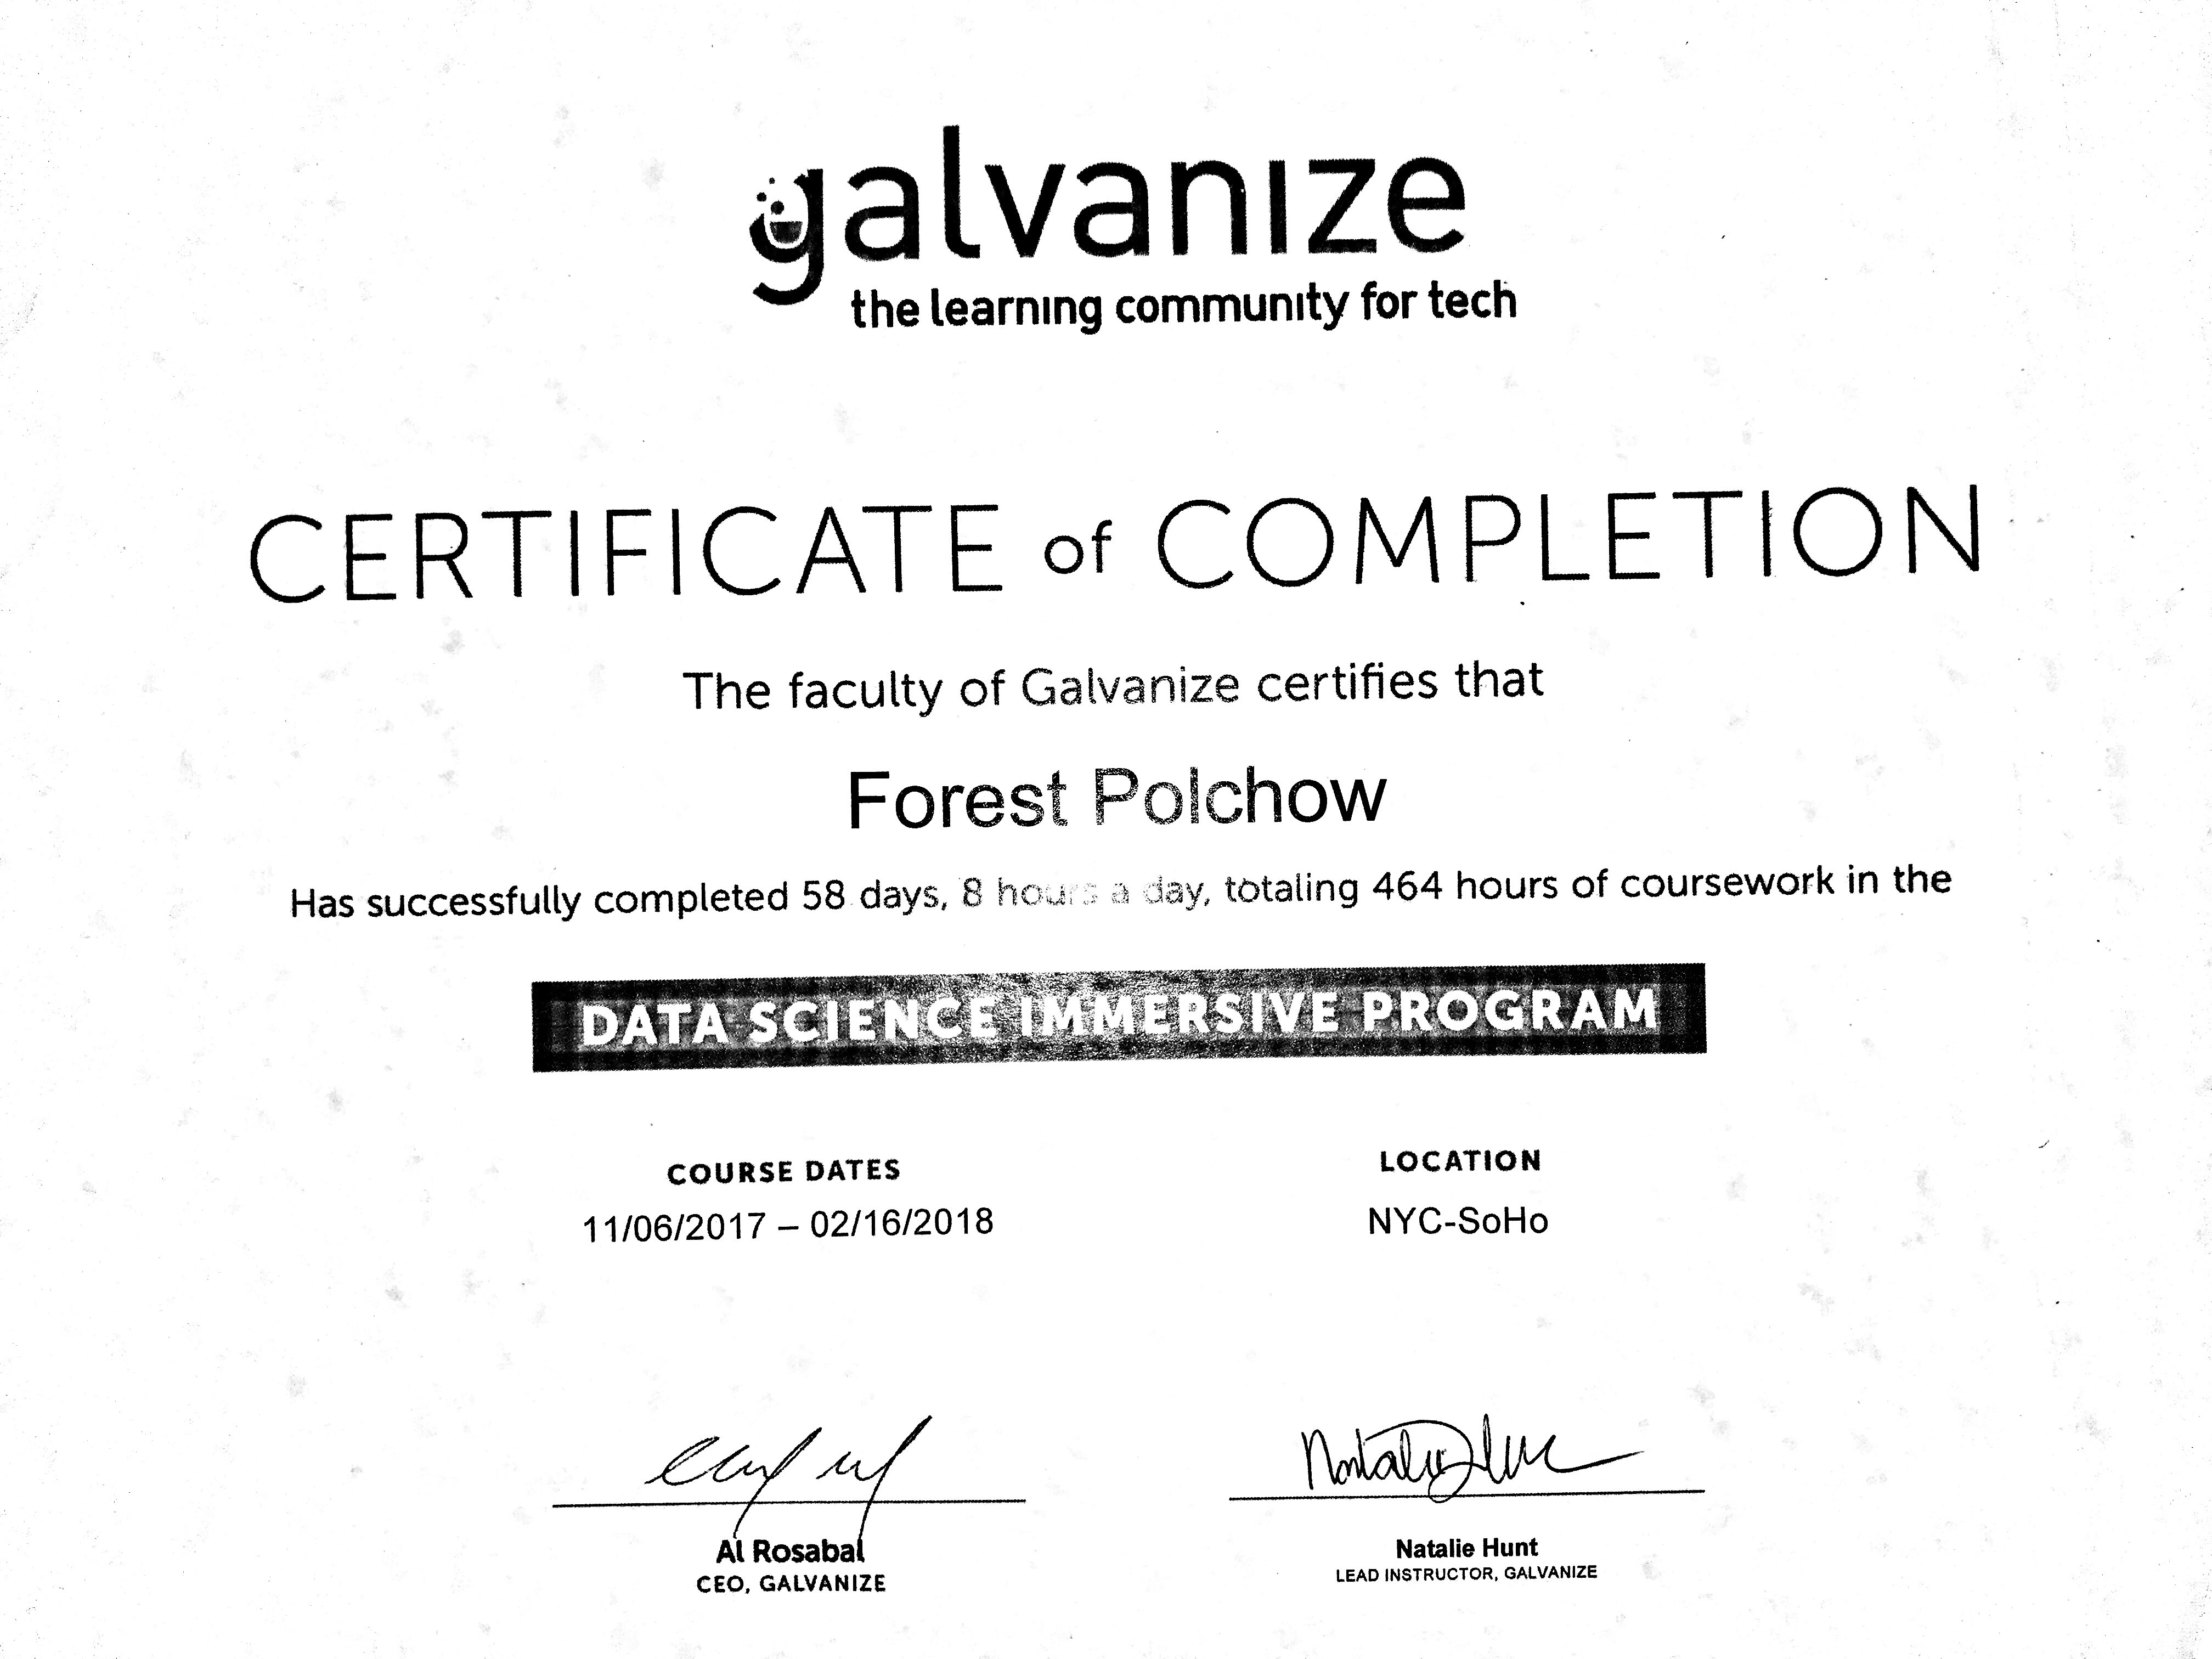 galvanize
the learning community for tech
CERTIFICATE of COMPLETION
The faculty of Galvanize certifies that
Forest Polchow
Has successfully completed 58 days, 8 hours a day, totaling 464 hours of coursework in the
DATA SCIENCE IMMERSIVE PROGRAM
COURSE DATES
11/06/2017 – 02/16/2018
LOCATION
NYC-SoHo
Al Rosabal
CEO, GALVANIZE
Natalie Hunt
LEAD INSTRUCTOR, GALVANIZE